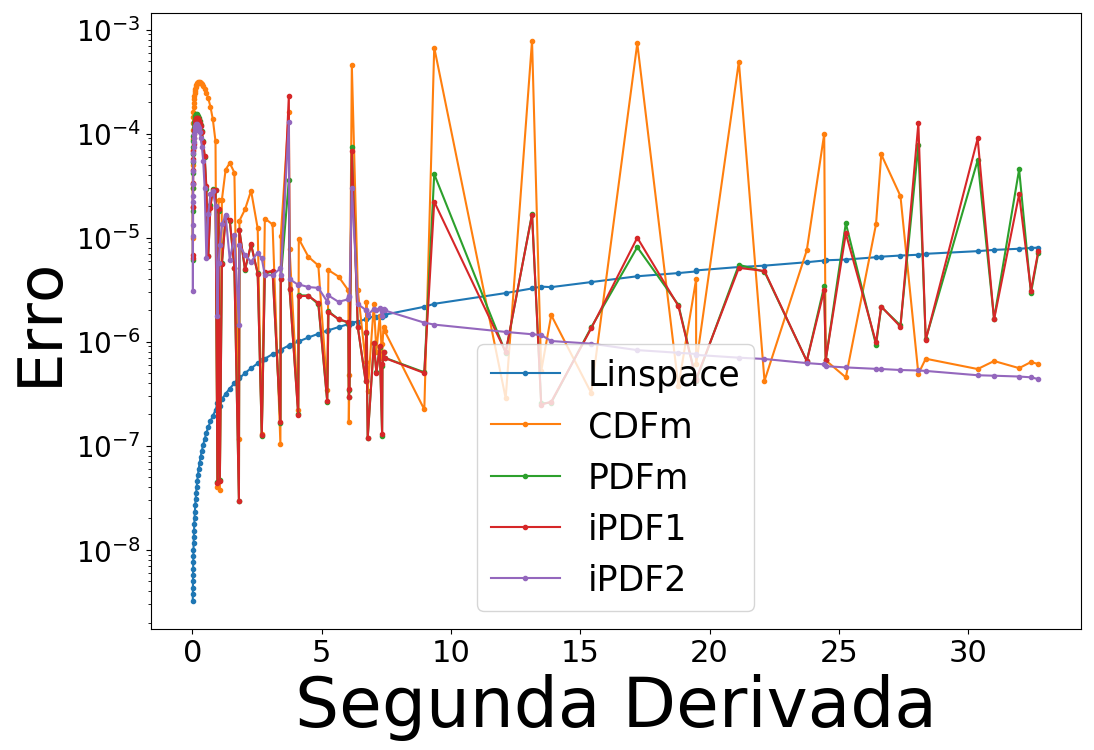 Erro
10⁻³
10⁻⁴
10⁻⁵
10⁻⁶
10⁻⁷
10⁻⁸
Linspace
CDFm
PDFm
iPDF1
iPDF2
0 5 10 15 20 25 30
Segunda Derivada